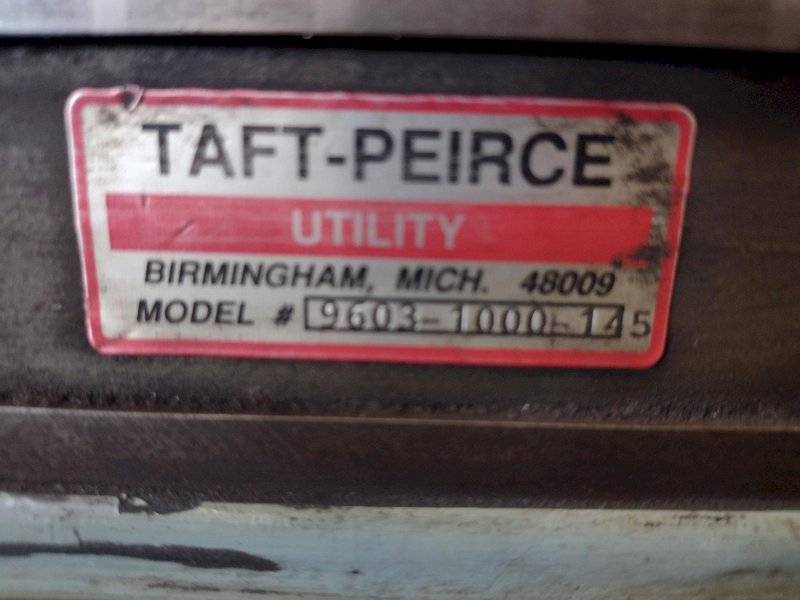 TAFT-PEIRCE
UTILITY
BIRMINGHAM, MICH. 48009
MODEL # 9603-1000-145